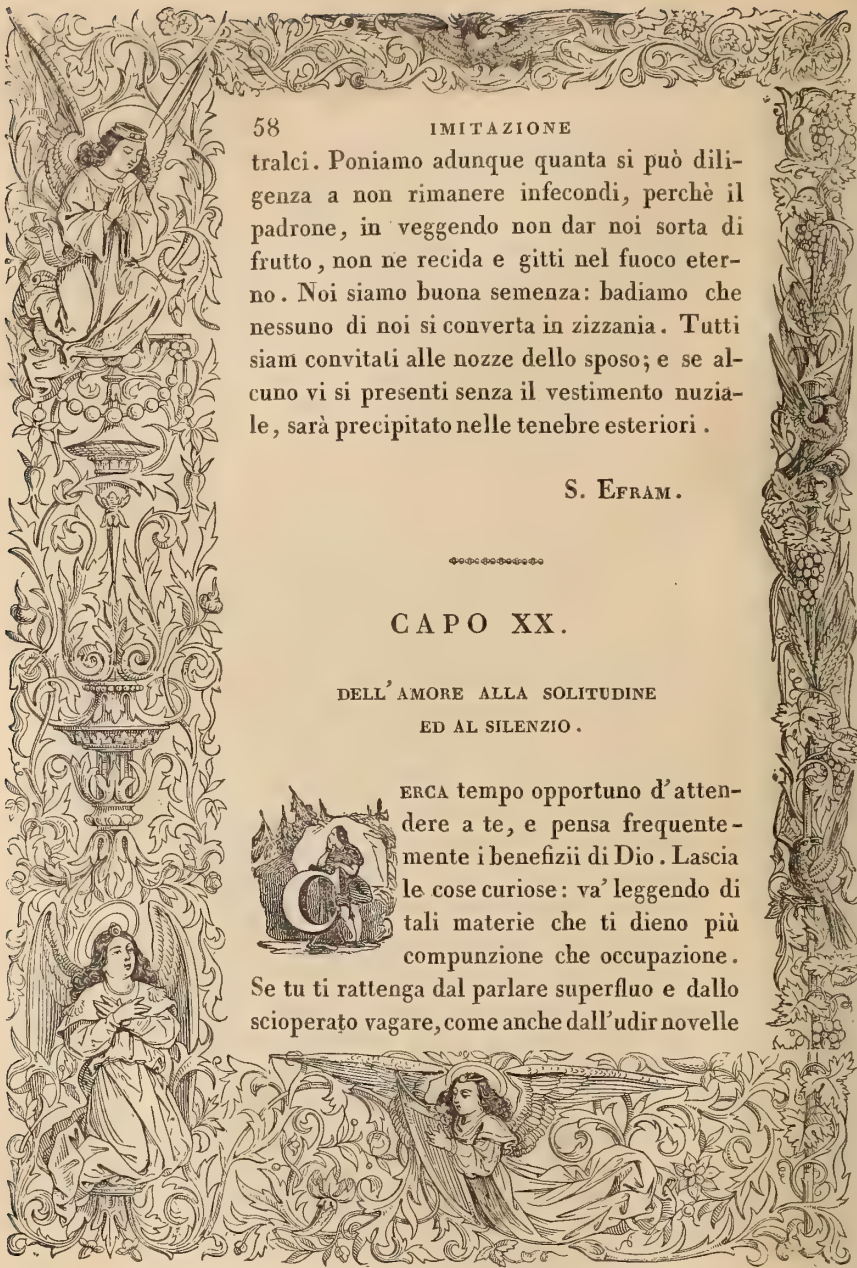 58 IMITAZIONE
tralci. Poniamo adunque quanta si può dili-
genza a non rimanere infecondi, perchè il
padrone, in veggendo non dar noi sorta di
frutto, non ne recida e gitti nel fuoco eter-
no. Noi siamo buona semenza: badiamo che
nessuno di noi si converta in zizzania. Tutti
siam convitati alle nozze dello sposo; e se al-
cuno vi si presenti senza il vestimento nuzia-
le, sarà precipitato nelle tenebre esteriori.
S. EFRAM.
CAPO XX.
DELL'AMORE ALLA SOLITUDINE
ED AL SILENZIO.
CERCA tempo opportuno d'atten-
dere a te, e pensa frequente-
mente i benefizii di Dio. Lascia
le cose curiose: va' leggendo di
tali materie che ti dieno più
compunzione che occupazione.
Se tu ti rattenga dal parlare superfluo e dallo
scioperato vagare, come anche dall'udir novelle